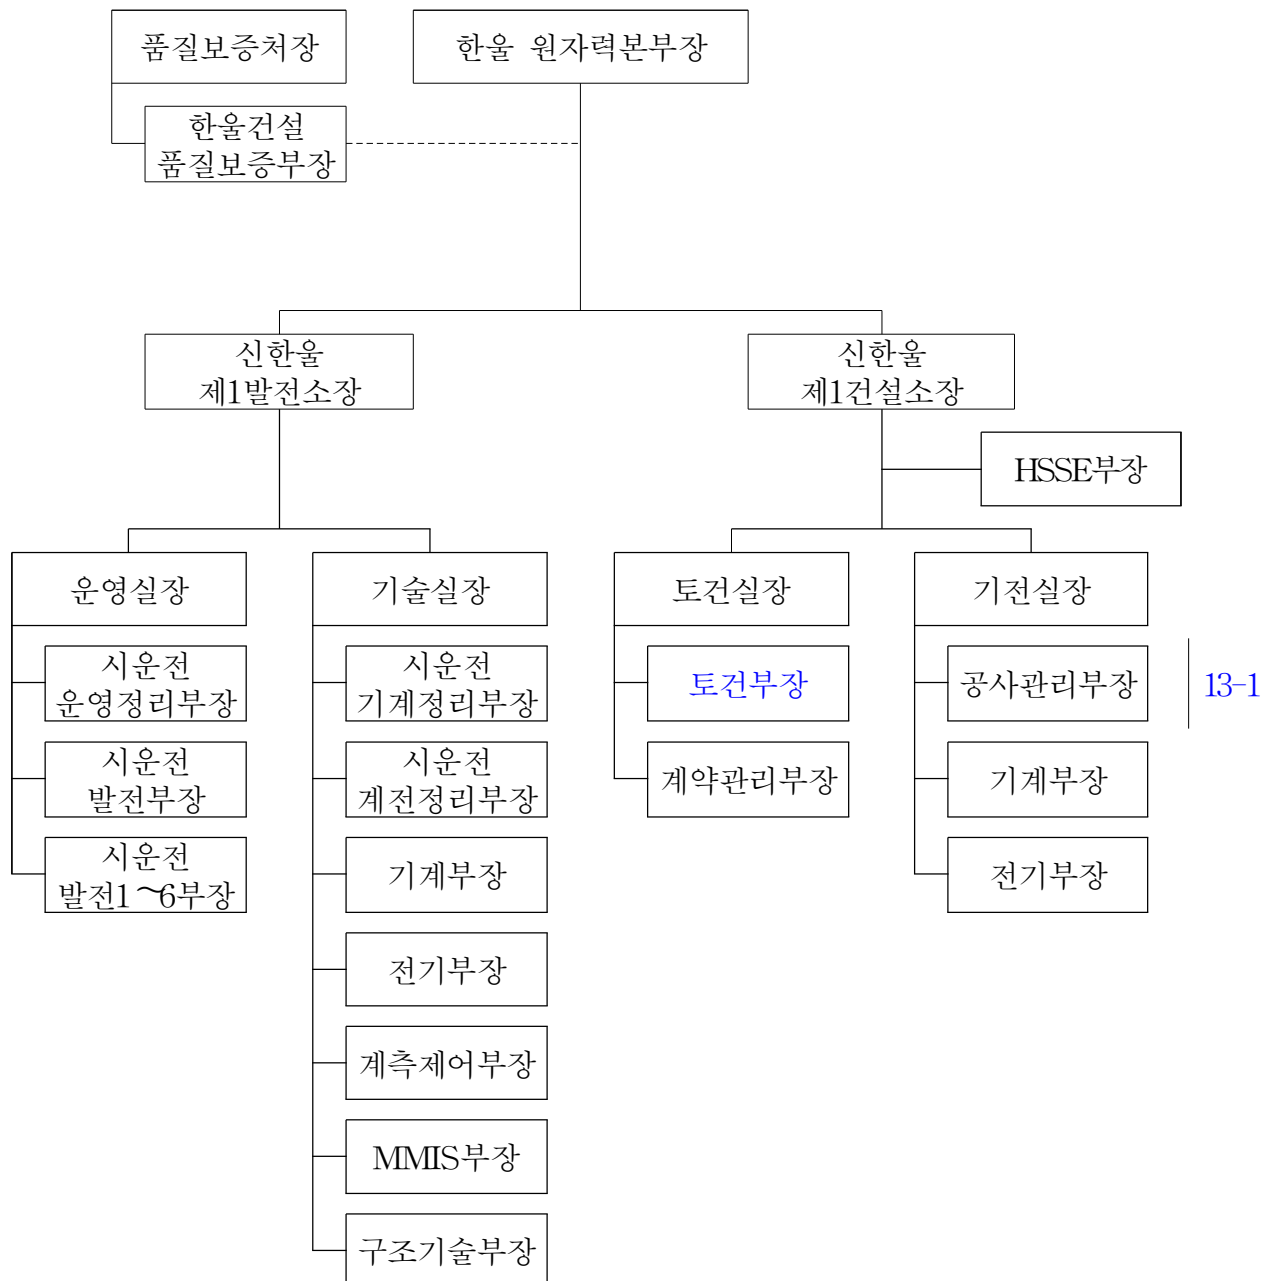 품질보증처장
한울 원자력본부장
한울건설
품질보증부장
신한울
제1발전소장
신한울
제1건설소장
HSSE부장
운영실장
기술실장
토건실장
기전실장
시운전
운영정리부장
시운전
기계정리부장
토건부장
공사관리부장
13-1
시운전
발전부장
시운전
계전정리부장
계약관리부장
기계부장
시운전
발전1~6부장
기계부장
전기부장
전기부장
계측제어부장
MMIS부장
구조기술부장